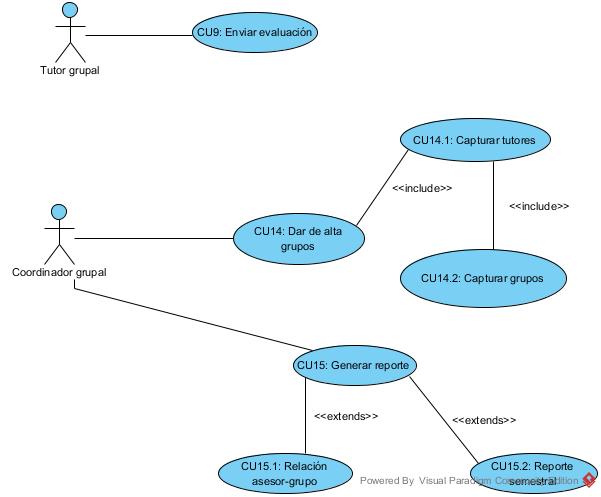 CU9: Enviar evaluación
Tutor grupal
CU14.1: Capturar tutores
<<include>>
<<include>>
CU14: Dar de alta
grupos
Coordinador grupal
CU14.2: Capturar grupos
CU15: Generar reporte
<<extends>>
<<extends>>
CU15.1: Relación
asesor-grupo
CU15.2: Reporte
semestral
Powered By Visual Paradigm Community Edition